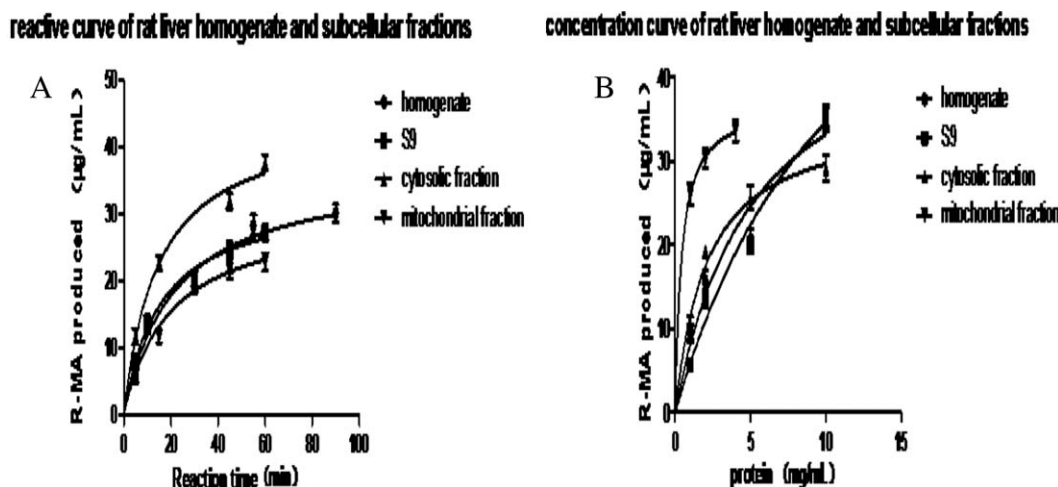 reactive curve of rat liver homogenate and subcellular fractions
A
R-MA produced (µg/mL)
50
40
30
20
10
0
0 20 40 60 80 100
Reaction time (min)
homogenate
S9
cytosolic fraction
mitochondrial fraction
concentration curve of rat liver homogenate and subcellular fractions
B
R-MA produced (µg/mL)
40
30
20
10
0
0 5 10 15
protein (mg/mL)
homogenate
S9
cytosolic fraction
mitochondrial fraction